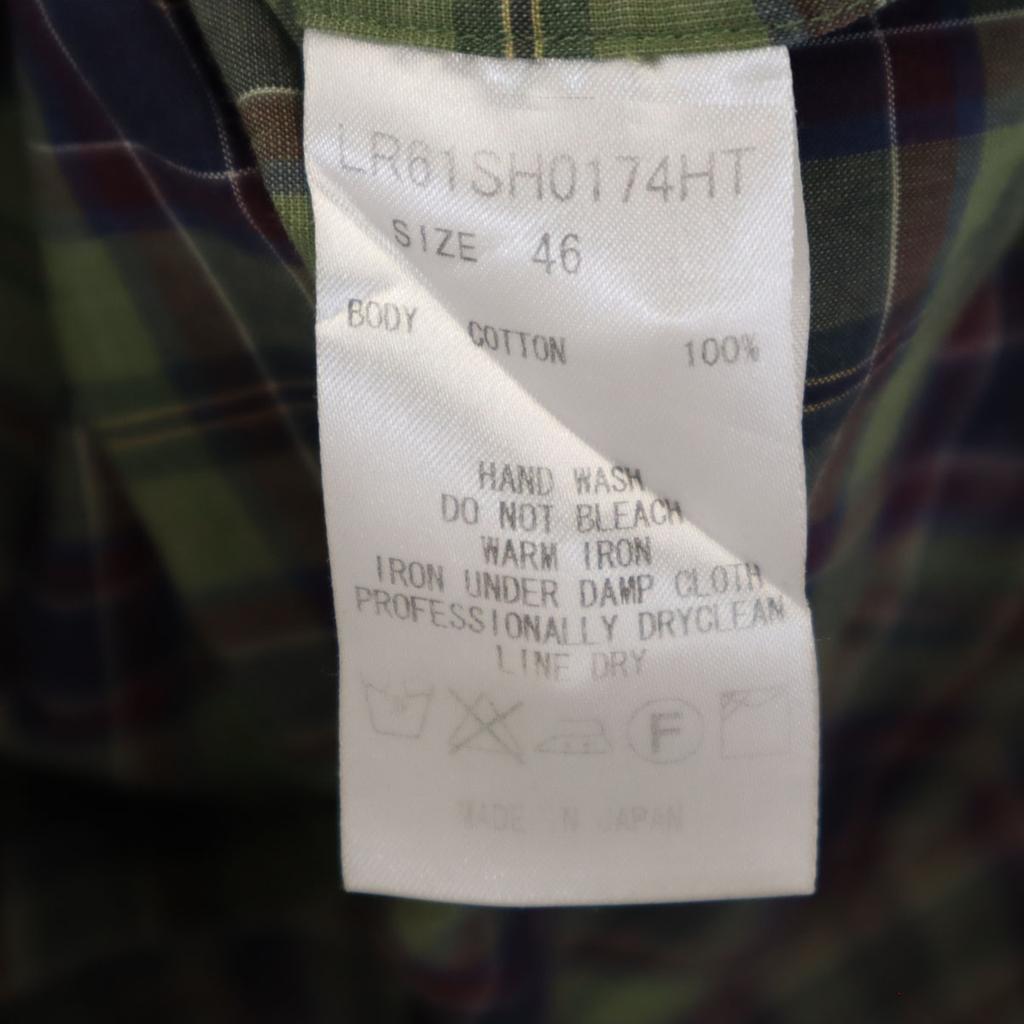 LR61SH0174HT
SIZE 46
BODY COTTON 100%
HAND WASH
DO NOT BLEACH
WARM IRON
IRON UNDER DAMP CLOTH
PROFESSIONALLY DRYCLEAN
LINE DRY
F
MADE IN JAPAN